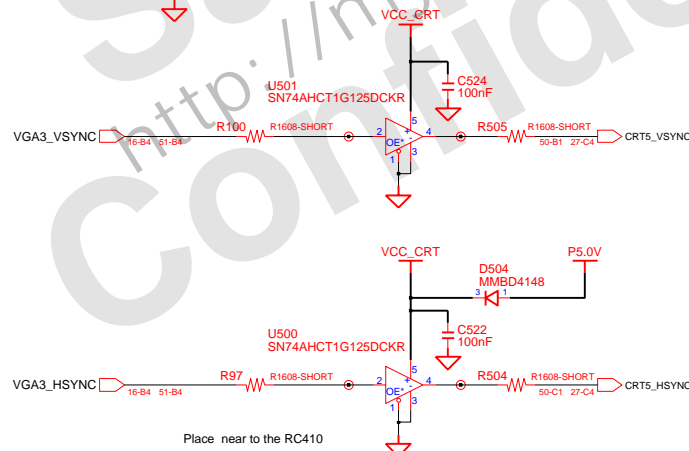 VCC_CRT
U501
SN74AHCT1G125DCKR
C524
100nF
VGA3_VSYNC
16-B4 51-B4
R100
R1608-SHORT
2
OE*
5
+
-
4
1
3
R505
R1608-SHORT
50-B1 27-C4
CRT5_VSYNC
VCC_CRT
D504
MMBD4148
3
1
P5.0V
U500
SN74AHCT1G125DCKR
C522
100nF
VGA3_HSYNC
16-B4 51-B4
R97
R1608-SHORT
2
OE*
5
+
-
4
1
3
R504
R1608-SHORT
50-C1 27-C4
CRT5_HSYNC
Place near to the RC410